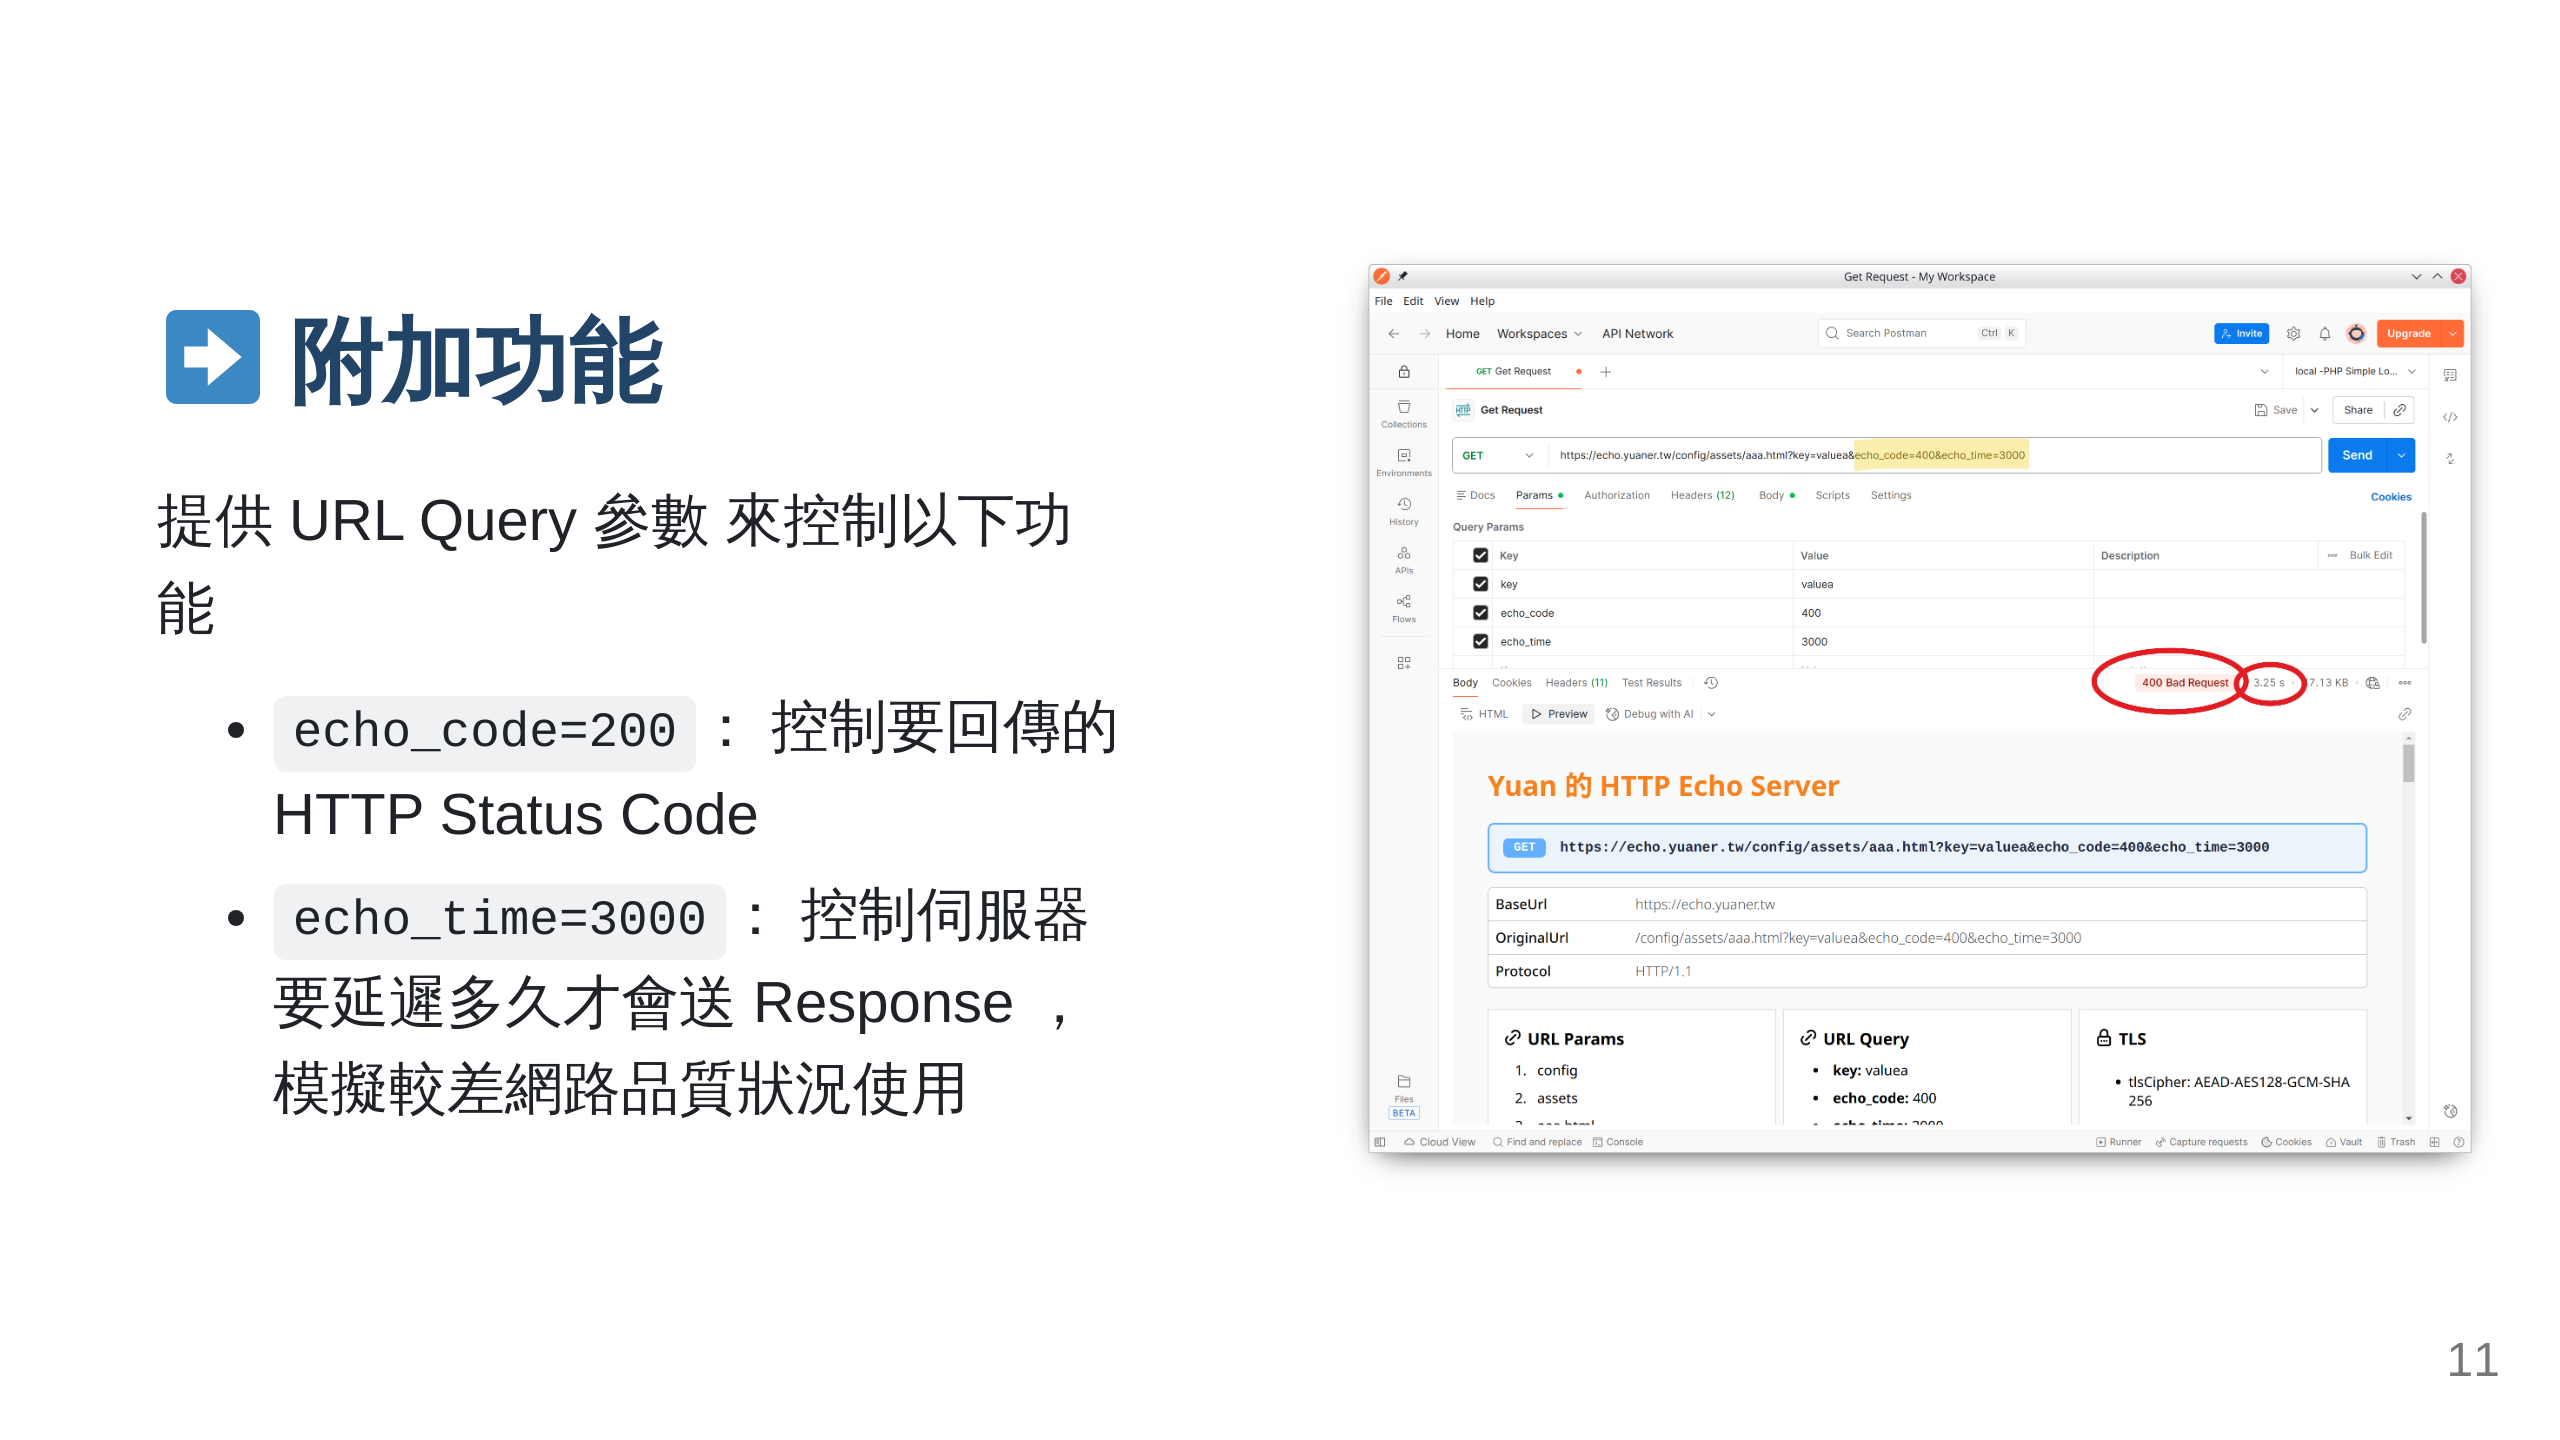 ➡️ 附加功能
提供 URL Query 參數 來控制以下功
能
• echo_code=200 ： 控制要回傳的
HTTP Status Code
• echo_time=3000 ： 控制伺服器
要延遲多久才會送 Response ，
模擬較差網路品質狀況使用
Get Request - My Workspace
File Edit View Help
Home Workspaces API Network Search Postman Ctrl K Invite Upgrade
GET Get Request local -PHP Simple Lo...
HTTP Get Request Save Share
Collections
Environments
History
APIs
Flows
GET https://echo.yuaner.tw/config/assets/aaa.html?key=valuea&echo_code=400&echo_time=3000 Send
Docs Params Authorization Headers (12) Body Scripts Settings Cookies
Query Params
Key Value Description Bulk Edit
key valuea
echo_code 400
echo_time 3000
Body Cookies Headers (11) Test Results 400 Bad Request 3.25 s 7.13 KB
HTML Preview Debug with AI
Yuan 的 HTTP Echo Server
GET https://echo.yuaner.tw/config/assets/aaa.html?key=valuea&echo_code=400&echo_time=3000
BaseUrl https://echo.yuaner.tw
OriginalUrl /config/assets/aaa.html?key=valuea&echo_code=400&echo_time=3000
Protocol HTTP/1.1
URL Params
1. config
2. assets
3. aaa.html
URL Query
• key: valuea
• echo_code: 400
• echo_time: 3000
TLS
• tlsCipher: AEAD-AES128-GCM-SHA
256
Files
BETA
Cloud View Find and replace Console Runner Capture requests Cookies Vault Trash
11